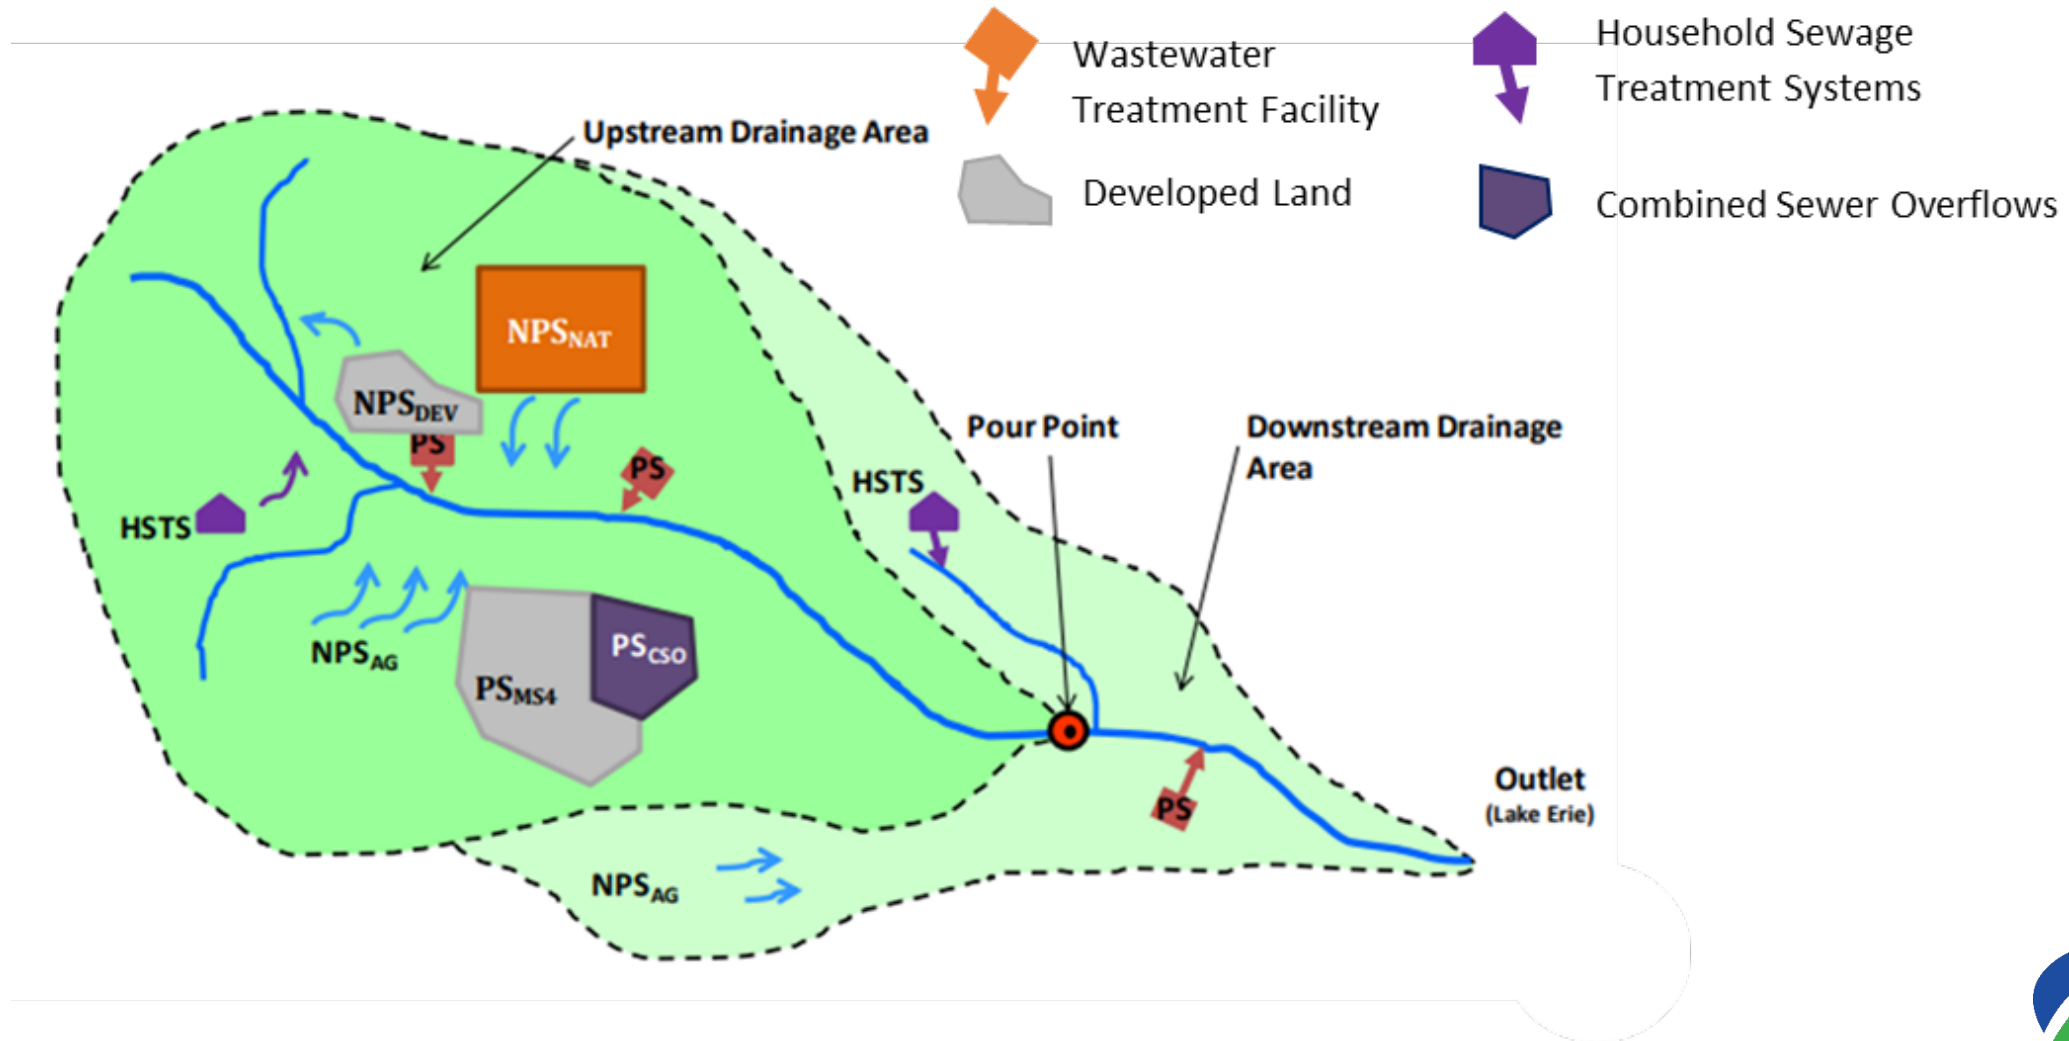 Wastewater
Treatment Facility
Household Sewage
Treatment Systems
Developed Land
Combined Sewer Overflows
Upstream Drainage Area
NPSNAT
NPSDEV
PS
PS
HSTS
NPSAG
PSMS4
PSCSO
HSTS
Pour Point
Downstream Drainage
Area
PS
Outlet
(Lake Erie)
NPSAG